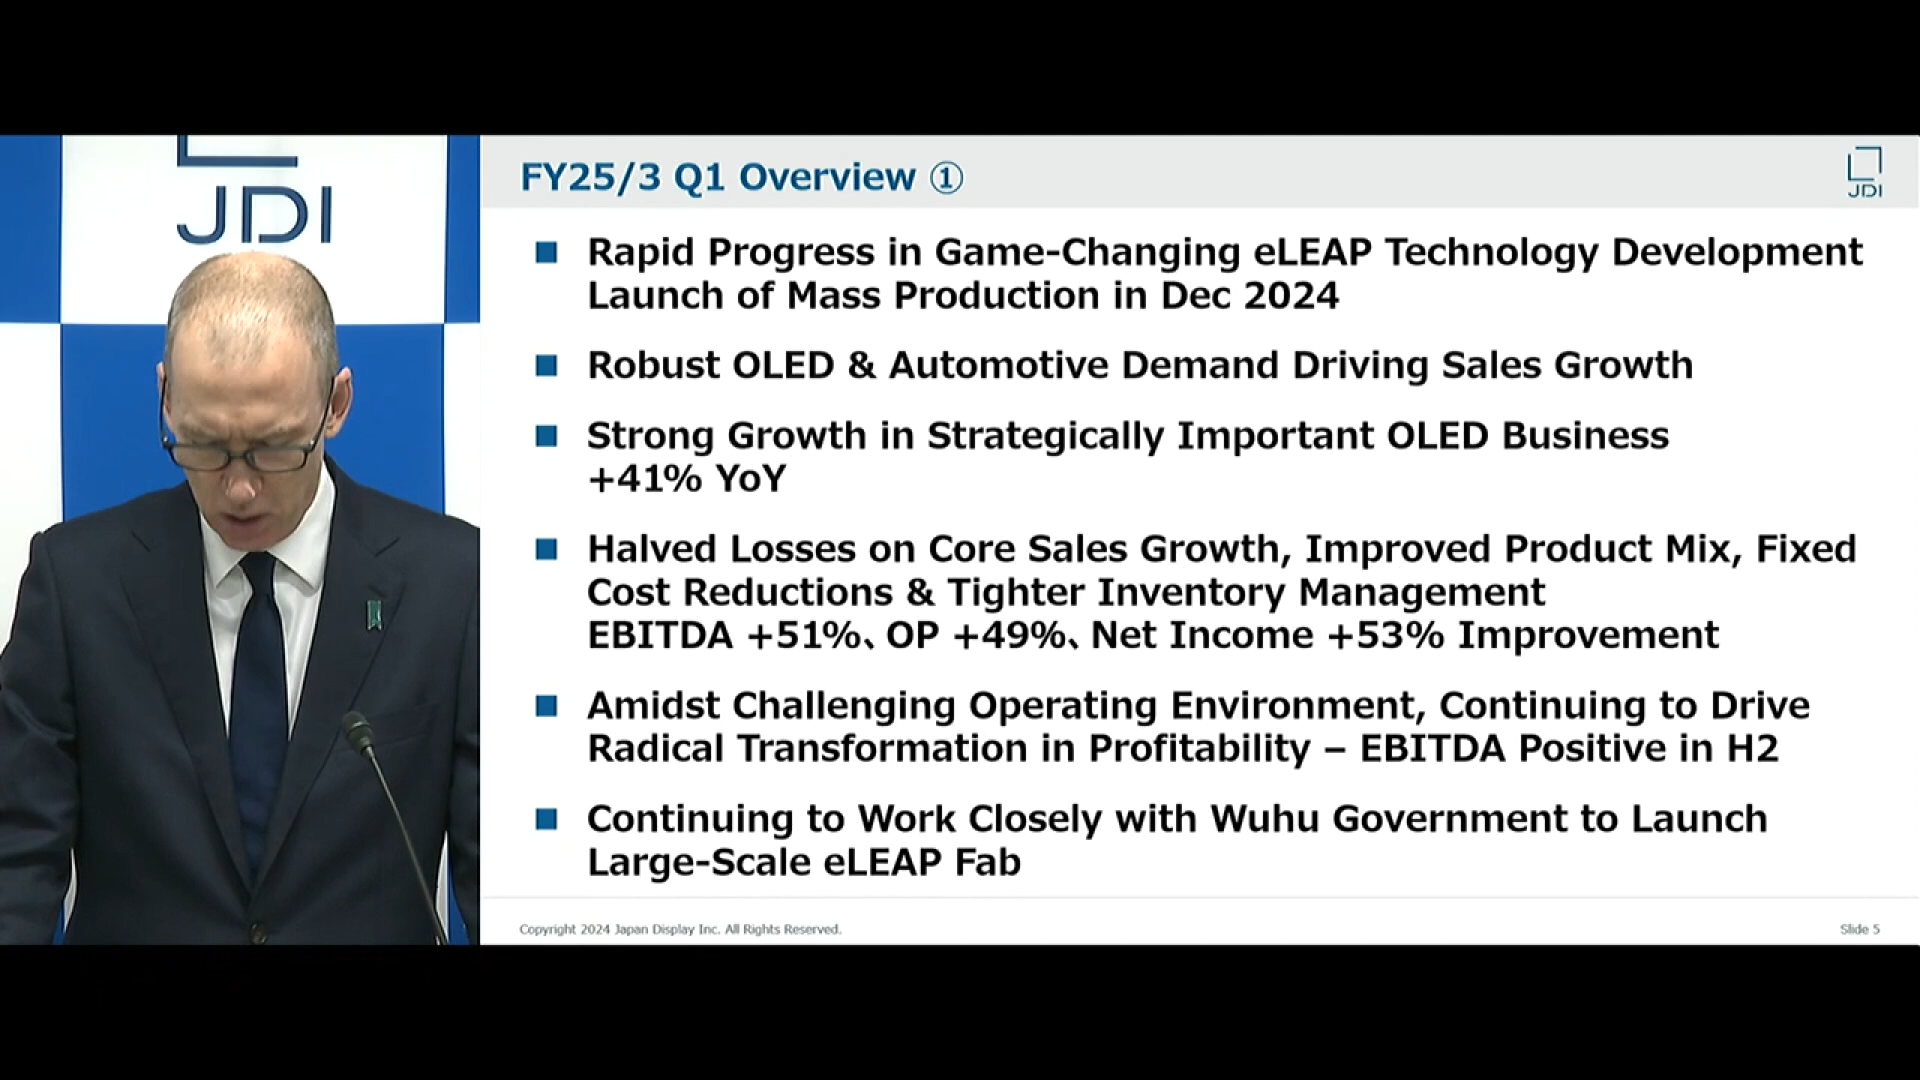 JDI
FY25/3 Q1 Overview ①
JDI
■ Rapid Progress in Game-Changing eLEAP Technology Development
Launch of Mass Production in Dec 2024
■ Robust OLED & Automotive Demand Driving Sales Growth
■ Strong Growth in Strategically Important OLED Business
+41% YoY
■ Halved Losses on Core Sales Growth, Improved Product Mix, Fixed
Cost Reductions & Tighter Inventory Management
EBITDA +51%、OP +49%、Net Income +53% Improvement
■ Amidst Challenging Operating Environment, Continuing to Drive
Radical Transformation in Profitability – EBITDA Positive in H2
■ Continuing to Work Closely with Wuhu Government to Launch
Large-Scale eLEAP Fab
Copyright 2024 Japan Display Inc. All Rights Reserved.
Slide 5